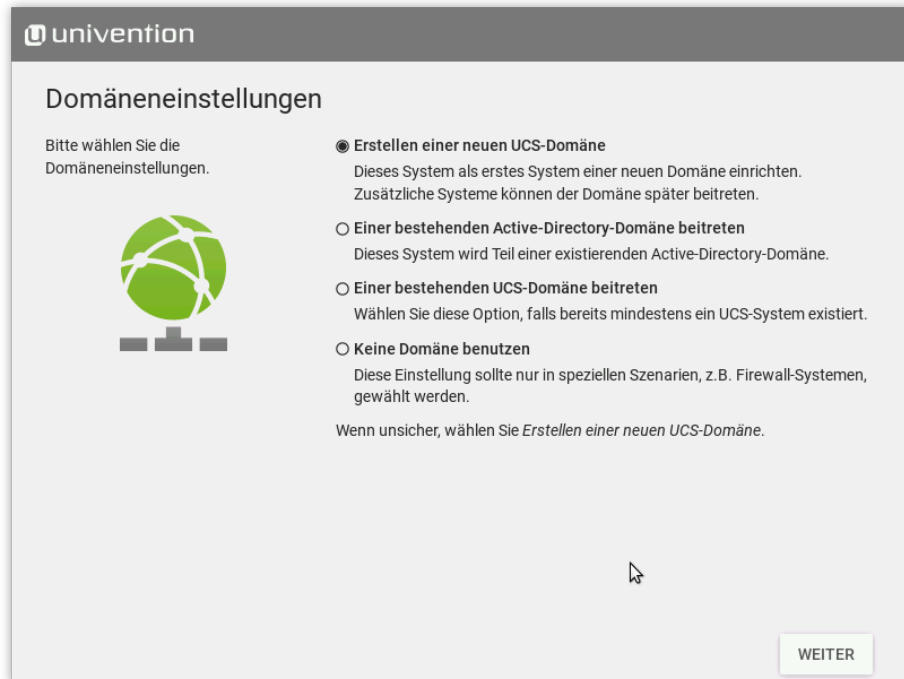 univention
Domäneneinstellungen
Bitte wählen Sie die
Domäneneinstellungen.
Erstellen einer neuen UCS-Domäne
Dieses System als erstes System einer neuen Domäne einrichten.
Zusätzliche Systeme können der Domäne später beitreten.
Einer bestehenden Active-Directory-Domäne beitreten
Dieses System wird Teil einer existierenden Active-Directory-Domäne.
Einer bestehenden UCS-Domäne beitreten
Wählen Sie diese Option, falls bereits mindestens ein UCS-System existiert.
Keine Domäne benutzen
Diese Einstellung sollte nur in speziellen Szenarien, z.B. Firewall-Systemen,
gewählt werden.
Wenn unsicher, wählen Sie Erstellen einer neuen UCS-Domäne.
WEITER